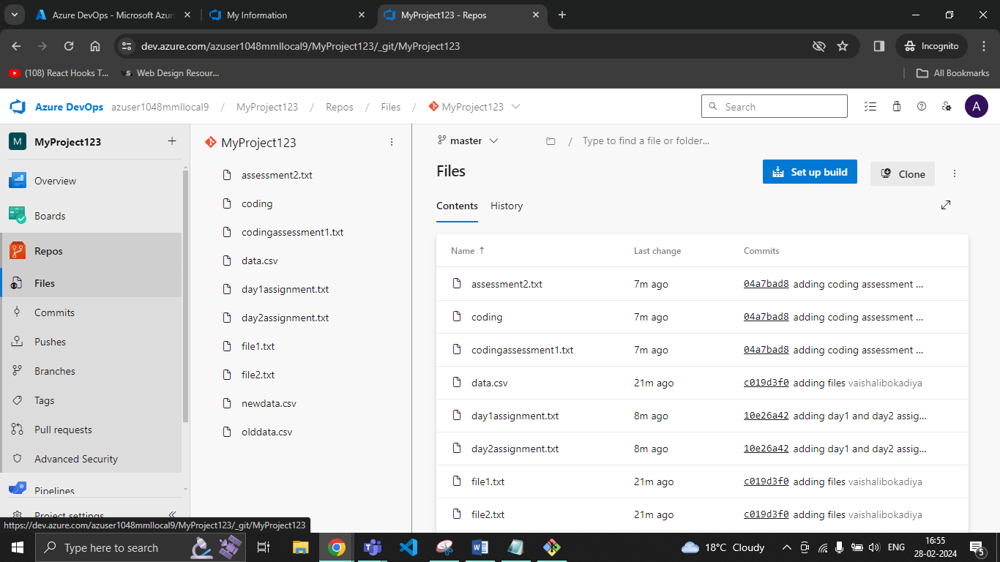 Azure DevOps - Microsoft Azure
My Information
MyProject123 - Repos
dev.azure.com/azuser1048mmllocal9/MyProject123/_git/MyProject123
Incognito
(108) React Hooks T...
vs
Web Design Resour...
All Bookmarks
Azure DevOps azuser1048mmllocal9 / MyProject123 / Repos / Files / MyProject123
Search
A
M MyProject123
Overview
Boards
Repos
Files
Commits
Pushes
Branches
Tags
Pull requests
Advanced Security
Pipelines
Project settings
MyProject123
assessment2.txt
coding
codingassessment1.txt
data.csv
day1assignment.txt
day2assignment.txt
file1.txt
file2.txt
newdata.csv
olddata.csv
master / Type to find a file or folder...
Files
Set up build
Clone
Contents History
Name ↑ Last change Commits
assessment2.txt 7m ago 04a7bad8 adding coding assessment ...
coding 7m ago 04a7bad8 adding coding assessment ...
codingassessment1.txt 7m ago 04a7bad8 adding coding assessment ...
data.csv 21m ago c019d3f0 adding files vaishalibokadiya
day1assignment.txt 8m ago 10e26a42 adding day1 and day2 assig...
day2assignment.txt 8m ago 10e26a42 adding day1 and day2 assig...
file1.txt 21m ago c019d3f0 adding files vaishalibokadiya
file2.txt 21m ago c019d3f0 adding files vaishalibokadiya
https://dev.azure.com/azuser1048mmllocal9/MyProject123/_git/MyProject123
Type here to search
18°C Cloudy
ENG
16:55
28-02-2024
5